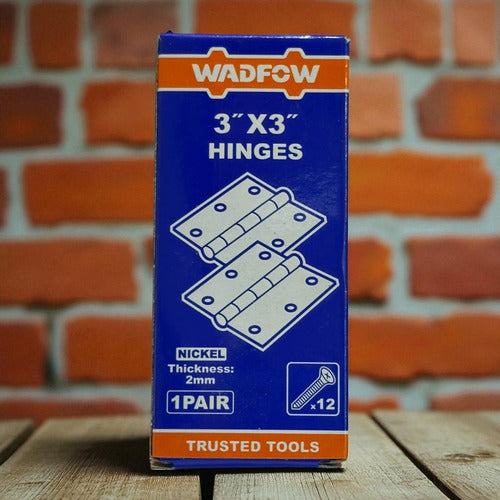 WADFOW
3″X3″
HINGES
NICKEL
Thickness:
2mm
1PAIR
x12
TRUSTED TOOLS